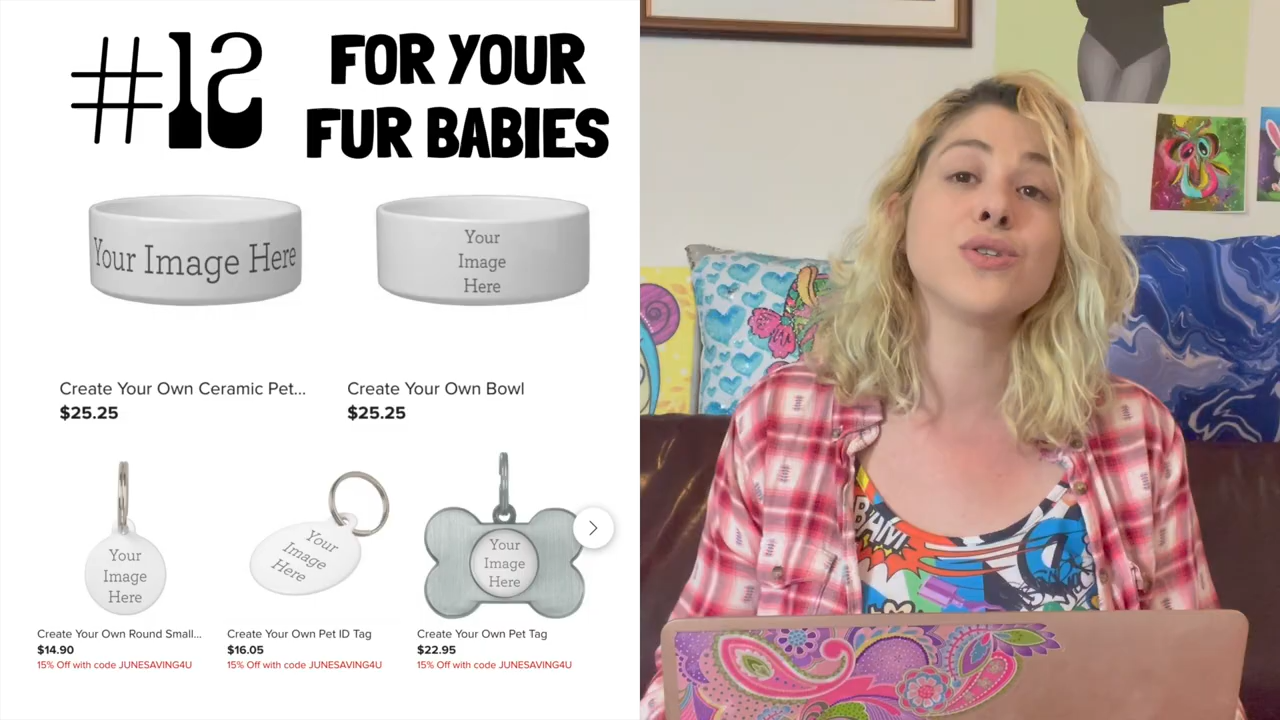 #12
FOR YOUR
FUR BABIES
Your Image Here
Your
Image
Here
Create Your Own Ceramic Pet...
$25.25
Create Your Own Bowl
$25.25
Your
Image
Here
Your
Image
Here
Your
Image
Here
Create Your Own Round Small...
$14.90
15% Off with code JUNESAVING4U
Create Your Own Pet ID Tag
$16.05
15% Off with code JUNESAVING4U
Create Your Own Pet Tag
$22.95
15% Off with code JUNESAVING4U
BAM